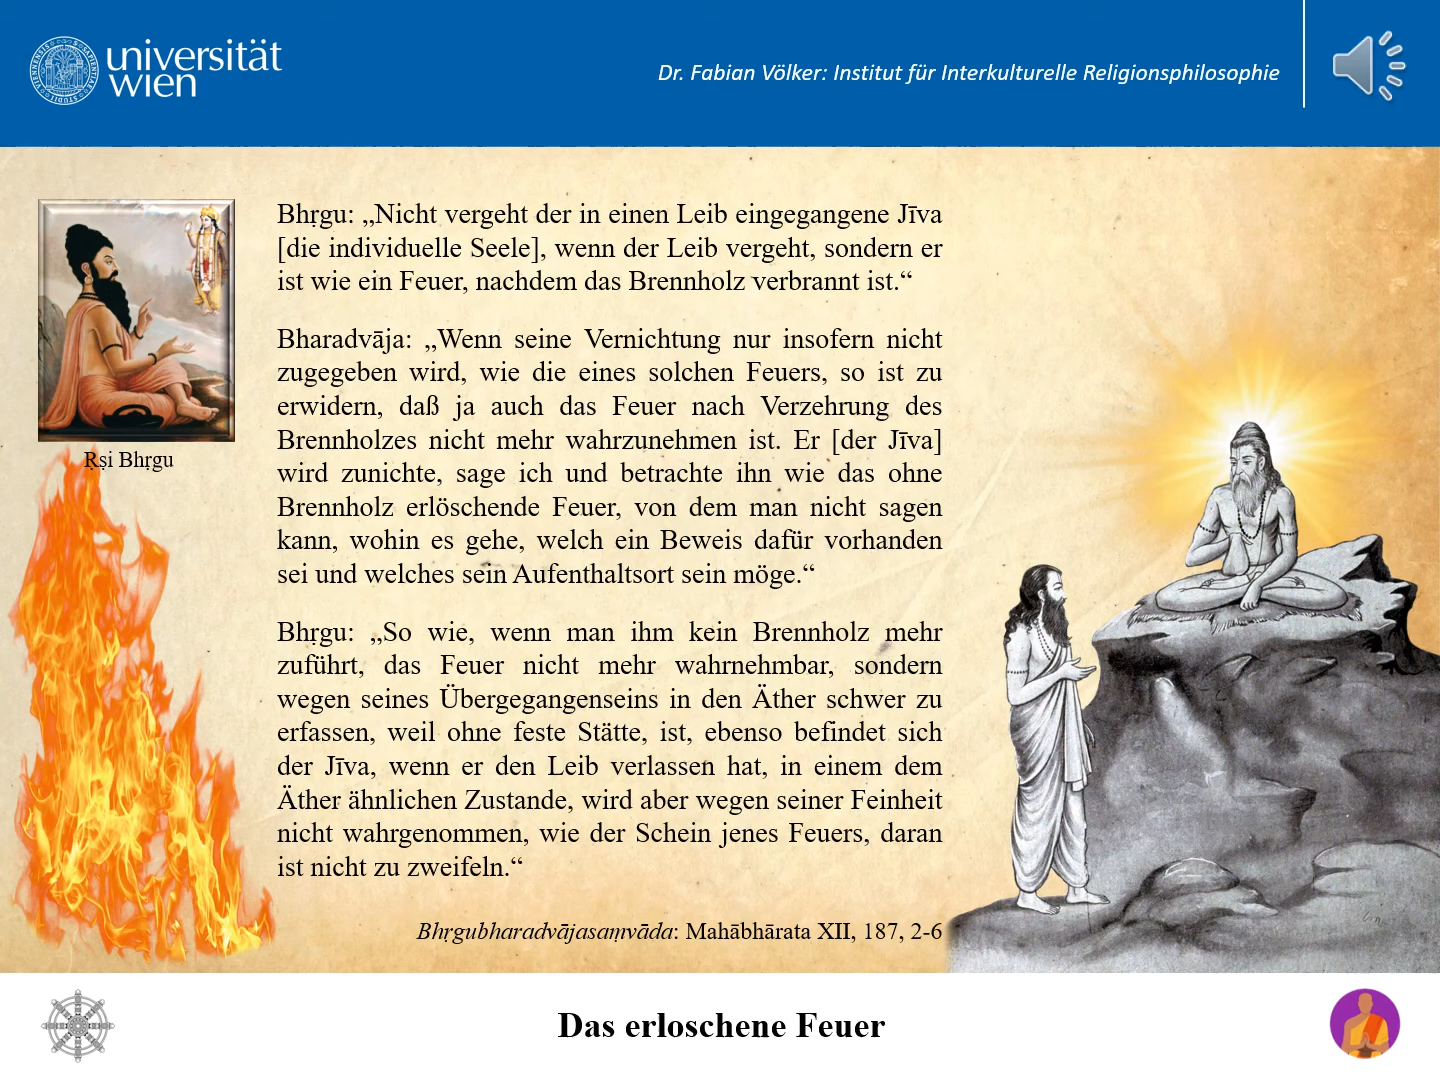 universität
wien
Dr. Fabian Völker: Institut für Interkulturelle Religionsphilosophie
Bhṛgu: „Nicht vergeht der in einen Leib eingegangene Jīva
[die individuelle Seele], wenn der Leib vergeht, sondern er
ist wie ein Feuer, nachdem das Brennholz verbrannt ist.“
Bharadvāja: „Wenn seine Vernichtung nur insofern nicht
zugegeben wird, wie die eines solchen Feuers, so ist zu
erwidern, daß ja auch das Feuer nach Verzehrung des
Brennholzes nicht mehr wahrzunehmen ist. Er [der Jīva]
wird zunichte, sage ich und betrachte ihn wie das ohne
Brennholz erlöschende Feuer, von dem man nicht sagen
kann, wohin es gehe, welch ein Beweis dafür vorhanden
sei und welches sein Aufenthaltsort sein möge.“
Bhṛgu: „So wie, wenn man ihm kein Brennholz mehr
zuführt, das Feuer nicht mehr wahrnehmbar, sondern
wegen seines Übergegangenseins in den Äther schwer zu
erfassen, weil ohne feste Stätte, ist, ebenso befindet sich
der Jīva, wenn er den Leib verlassen hat, in einem dem
Äther ähnlichen Zustande, wird aber wegen seiner Feinheit
nicht wahrgenommen, wie der Schein jenes Feuers, daran
ist nicht zu zweifeln.“
Bhṛgubharadvājasaṃvāda: Mahābhārata XII, 187, 2-6
Ṛṣi Bhṛgu
Das erloschene Feuer